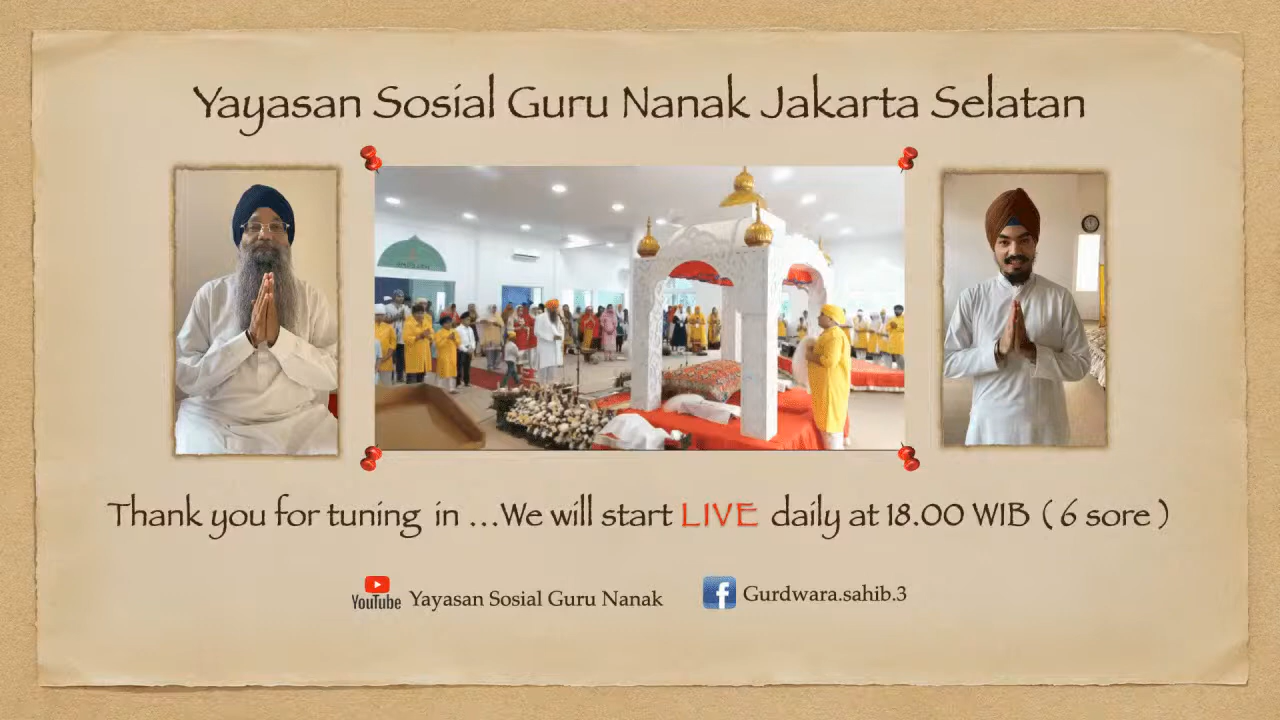 Yayasan Sosial Guru Nanak Jakarta Selatan
Thank you for tuning in ...We will start LIVE daily at 18.00 WIB ( 6 sore )
YouTube Yayasan Sosial Guru Nanak
f Gurdwara.sahib.3